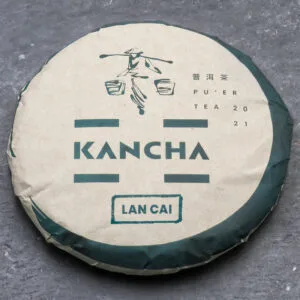 普洱茶
PU'ER
TEA 20
21
KANCHA
LAN CAI